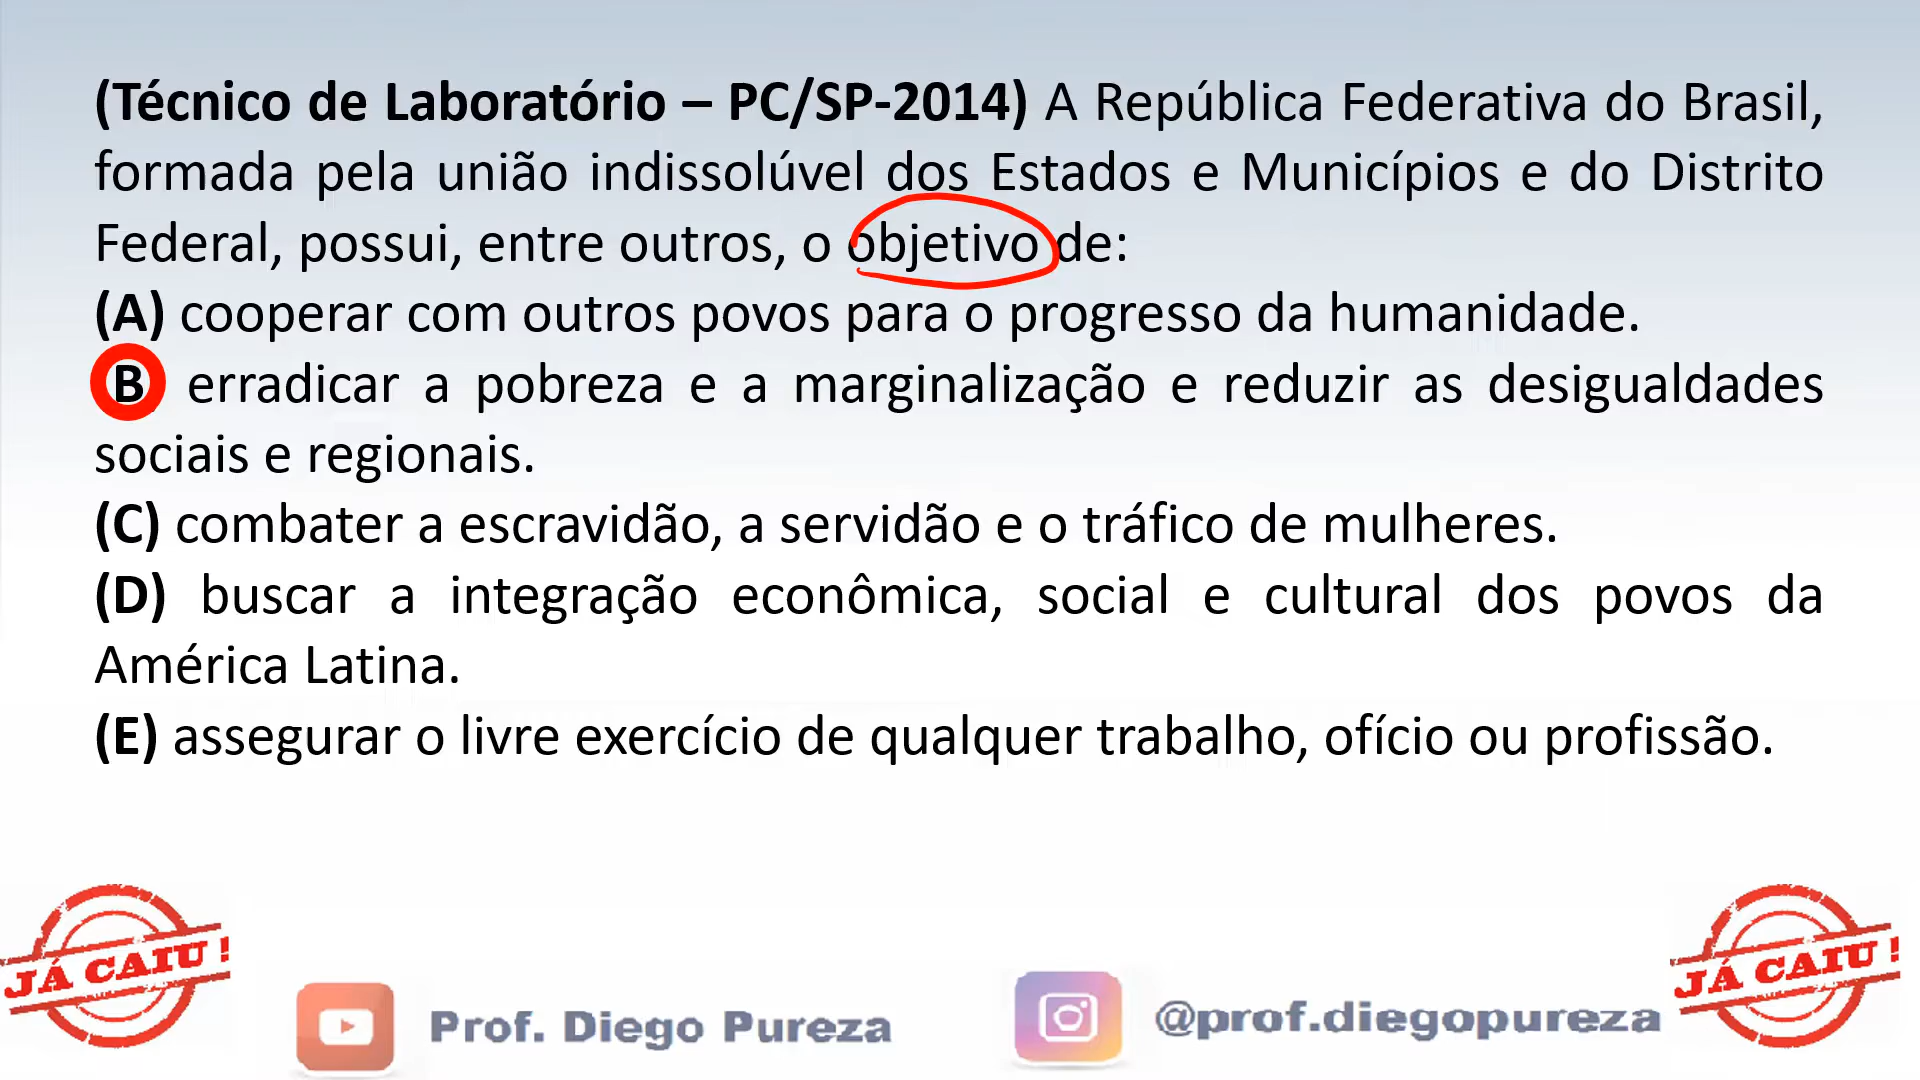 (Técnico de Laboratório – PC/SP-2014) A República Federativa do Brasil,
formada pela união indissolúvel dos Estados e Municípios e do Distrito
Federal, possui, entre outros, o objetivo de:
(A) cooperar com outros povos para o progresso da humanidade.
B erradicar a pobreza e a marginalização e reduzir as desigualdades
sociais e regionais.
(C) combater a escravidão, a servidão e o tráfico de mulheres.
(D) buscar a integração econômica, social e cultural dos povos da
América Latina.
(E) assegurar o livre exercício de qualquer trabalho, ofício ou profissão.
JÁ CAIU !
Prof. Diego Pureza
@prof.diegopureza
JÁ CAIU !